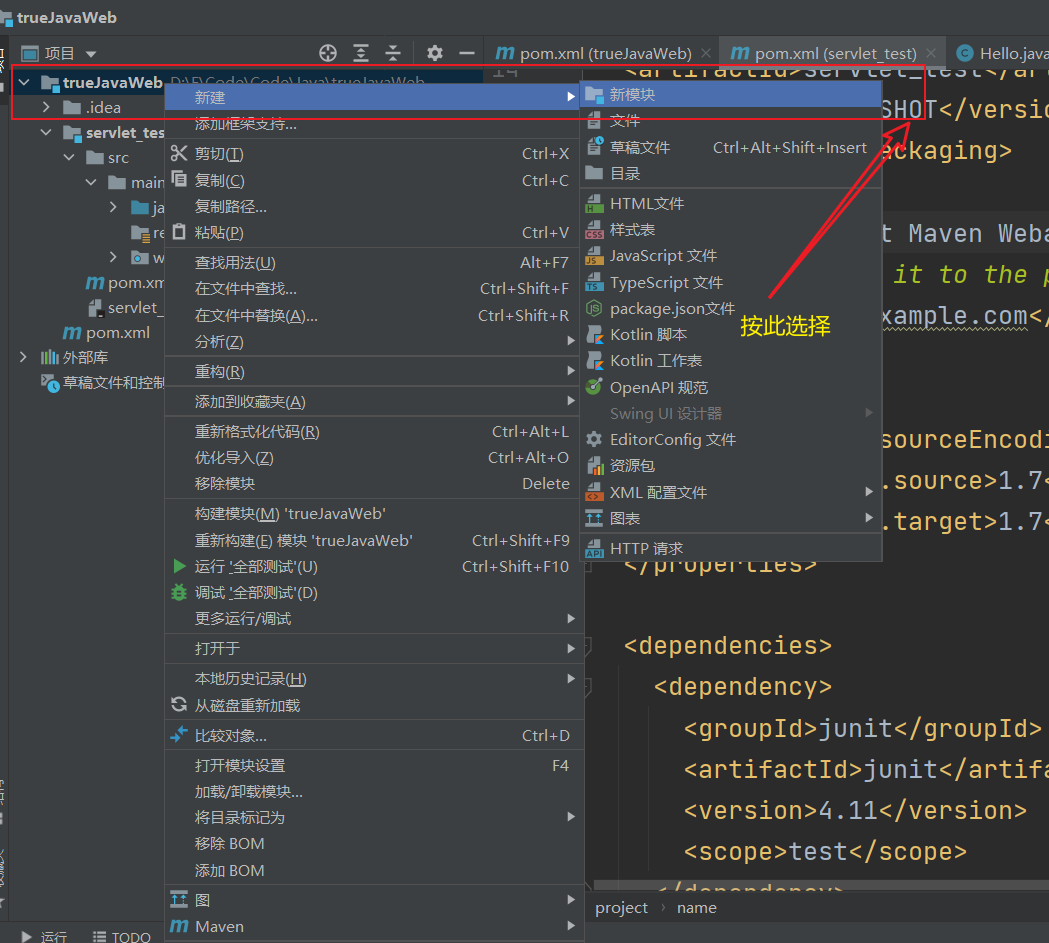 trueJavaWeb
项目
pom.xml (trueJavaWeb)
pom.xml (servlet_test)
Hello.java
trueJavaWeb D:\F\Code\Code\Java\trueJavaWeb
.idea
servlet_tes
src
main
ja
re
w
pom.xm
servlet_
pom.xml
外部库
草稿文件和控制
新建
添加框架支持...
剪切(T) Ctrl+X
复制(C) Ctrl+C
复制路径...
粘贴(P) Ctrl+V
查找用法(U) Alt+F7
在文件中查找... Ctrl+Shift+F
在文件中替换(A)... Ctrl+Shift+R
分析(Z)
重构(R)
添加到收藏夹(A)
重新格式化代码(R) Ctrl+Alt+L
优化导入(Z) Ctrl+Alt+O
移除模块 Delete
构建模块(M) 'trueJavaWeb'
重新构建(E) 模块 'trueJavaWeb' Ctrl+Shift+F9
运行 '全部测试'(U) Ctrl+Shift+F10
调试 '全部测试'(D)
更多运行/调试
打开于
本地历史记录(H)
从磁盘重新加载
比较对象... Ctrl+D
打开模块设置 F4
加载/卸载模块...
将目录标记为
移除 BOM
添加 BOM
图
Maven
新模块
文件
草稿文件 Ctrl+Alt+Shift+Insert
目录
HTML文件
样式表
JavaScript 文件
TypeScript 文件
package.json文件
Kotlin 脚本
Kotlin 工作表
OpenAPI 规范
Swing UI 设计器
EditorConfig 文件
资源包
XML 配置文件
图表
HTTP 请求
按此选择
14
<artifactId>servlet_test</ar
SHOT</versio
ckaging>
t Maven Weba
it to the p
xample.com</
sourceEncodi
.source>1.7<
.target>1.7<
</properties>
<dependencies>
<dependency>
<groupId>junit</groupId>
<artifactId>junit</artifa
<version>4.11</version>
<scope>test</scope>
</dependency>
project › name
运行
TODO